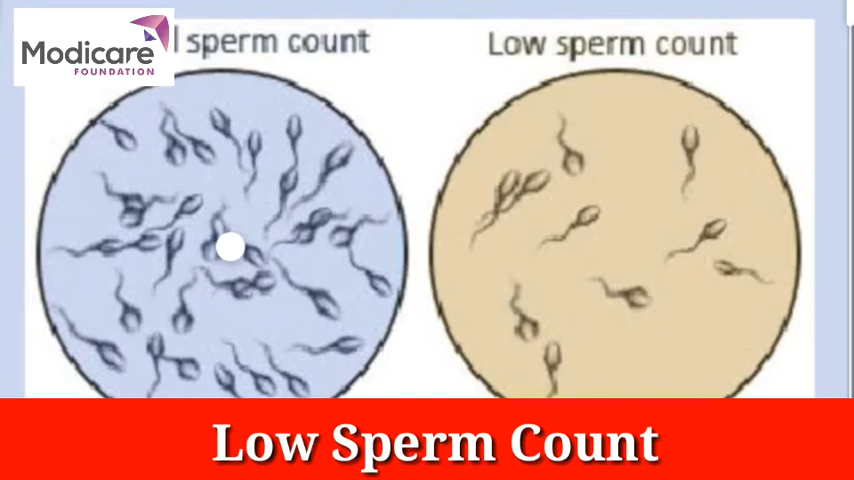 Modicare
FOUNDATION
sperm count
Low sperm count
Low Sperm Count